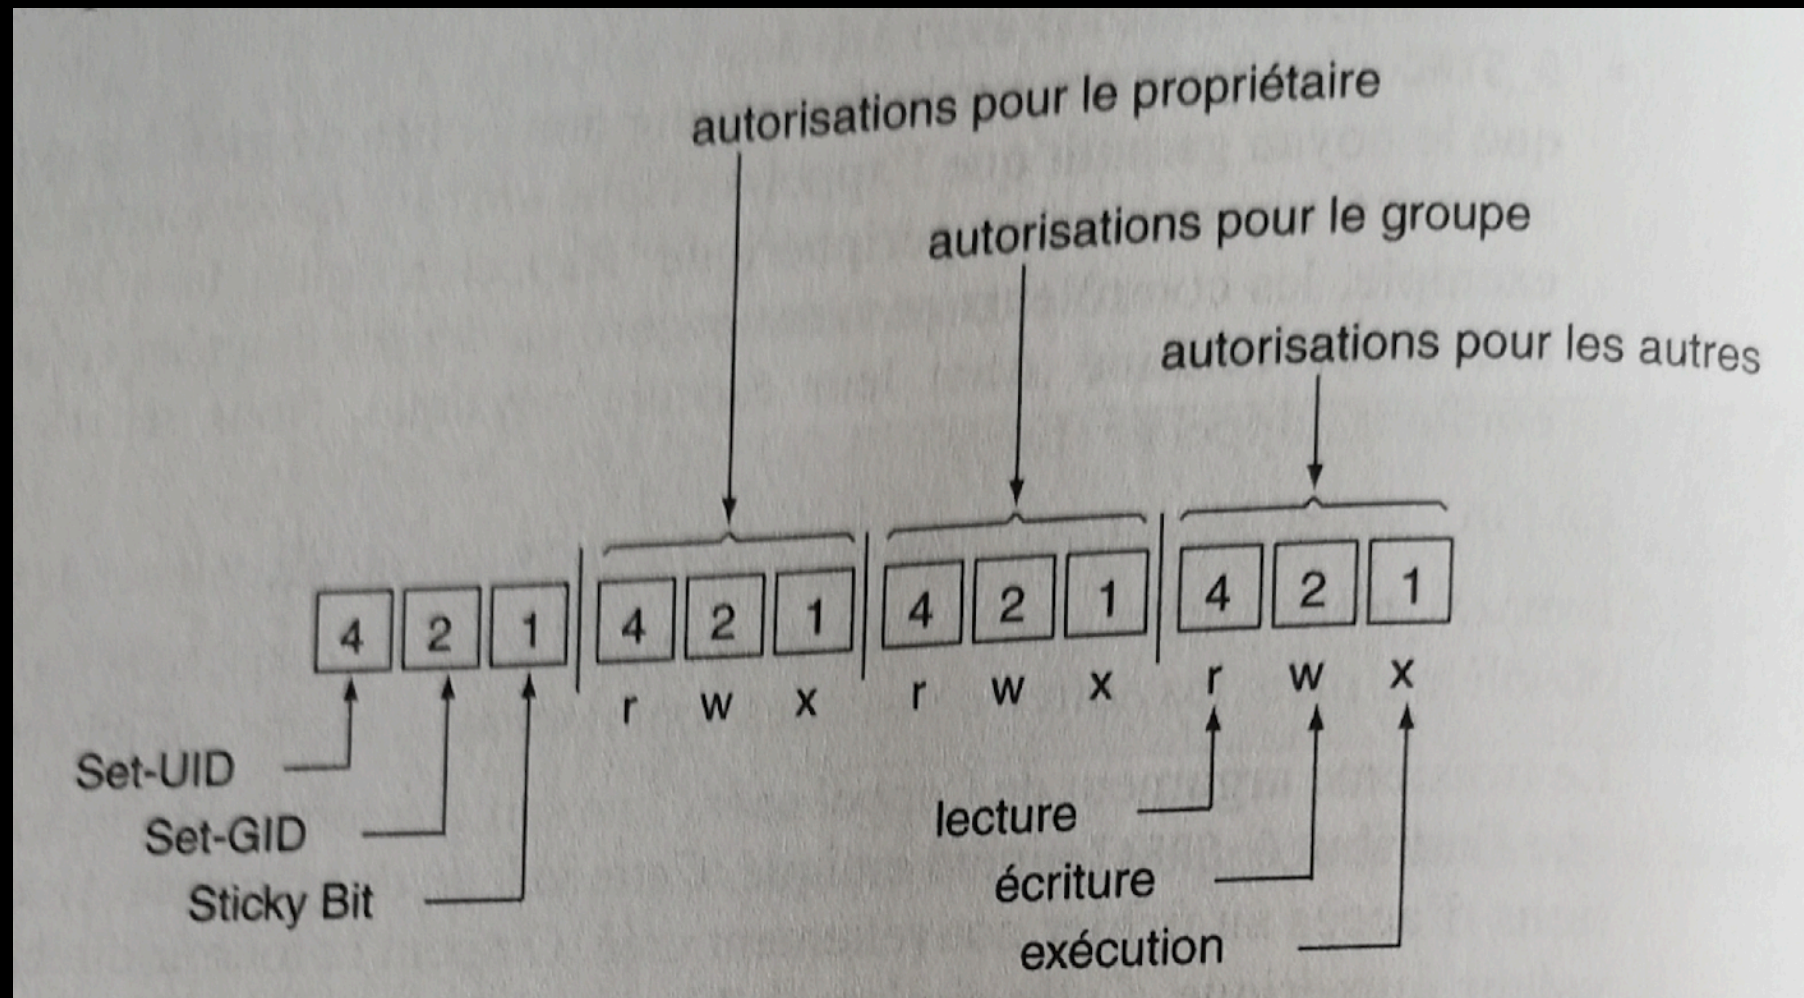 autorisations pour le propriétaire
autorisations pour le groupe
autorisations pour les autres
4 2 1 4 2 1 4 2 1 4 2 1
r w x r w x r w x
Set-UID
Set-GID
Sticky Bit
lecture
écriture
exécution